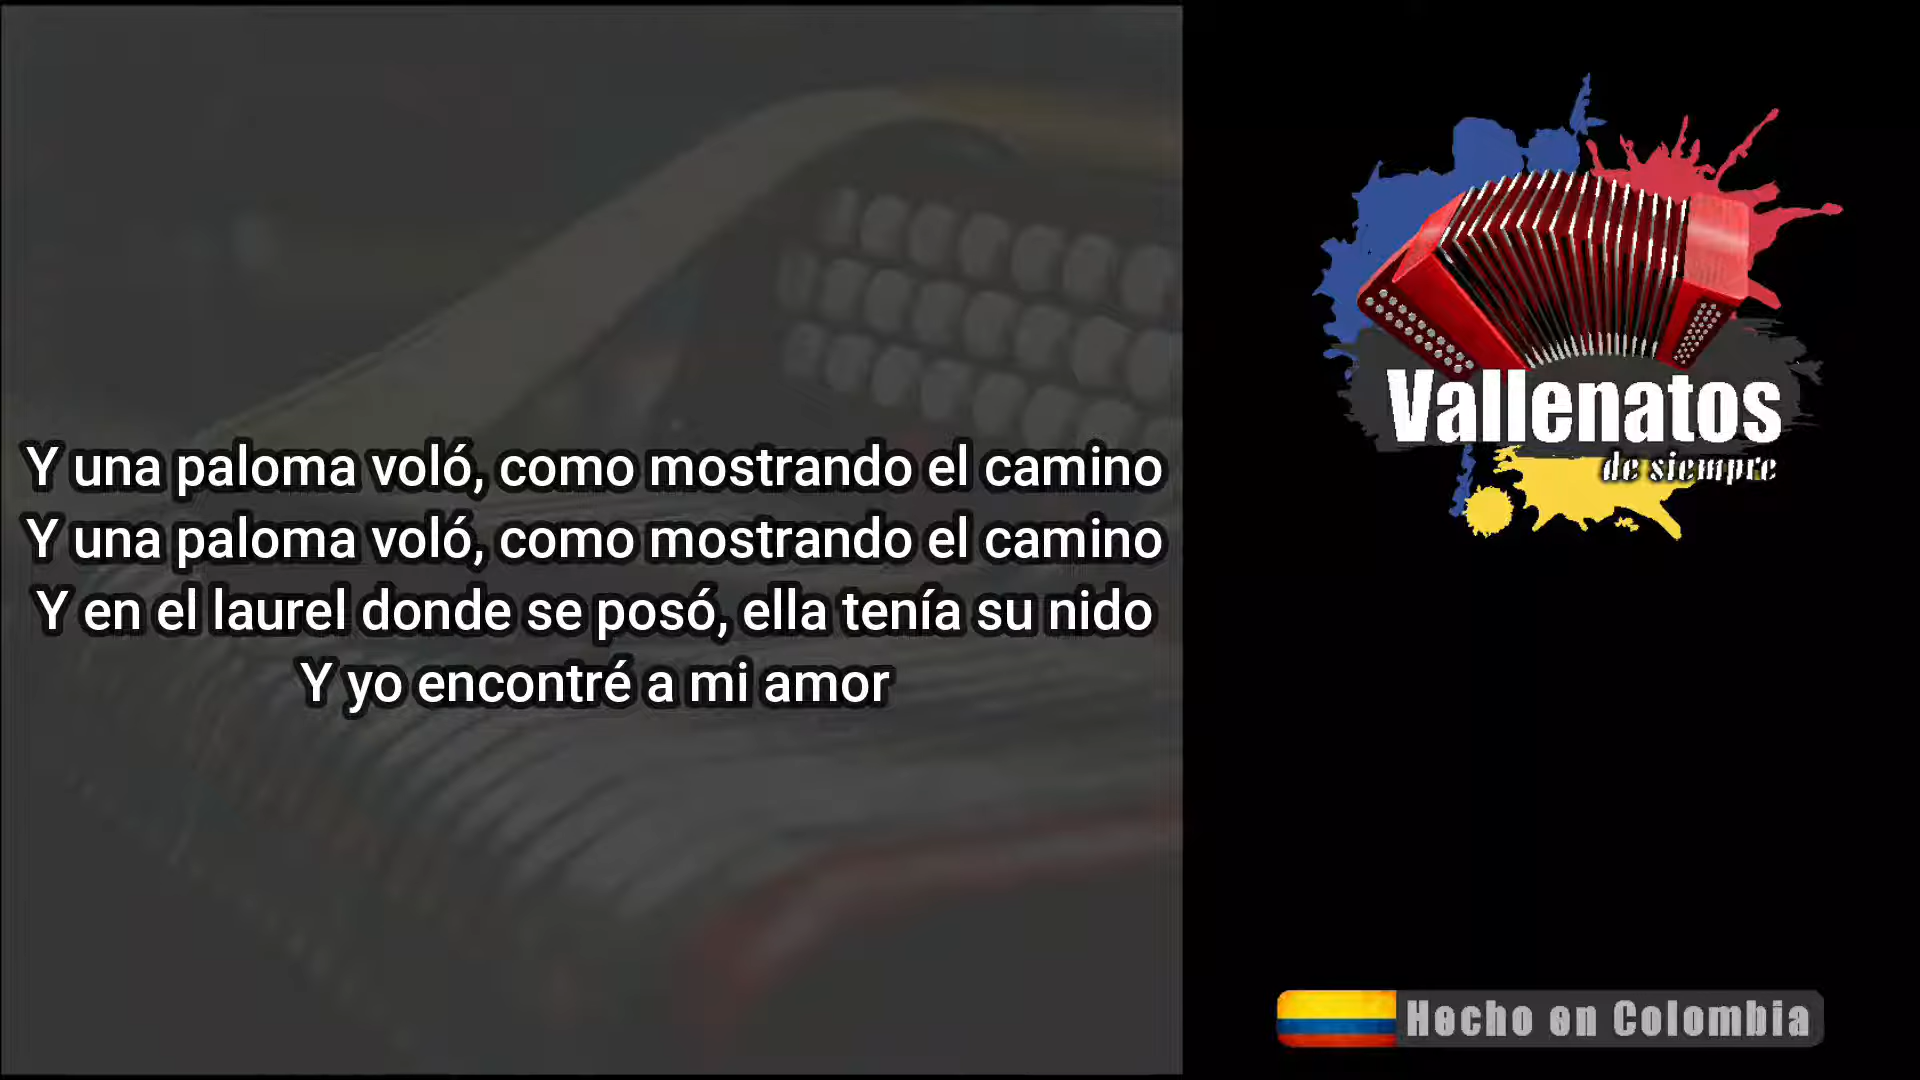 Y una paloma voló, como mostrando el camino
Y una paloma voló, como mostrando el camino
Y en el laurel donde se posó, ella tenía su nido
Y yo encontré a mi amor
Vallenatos
de siempre
Hecho en Colombia